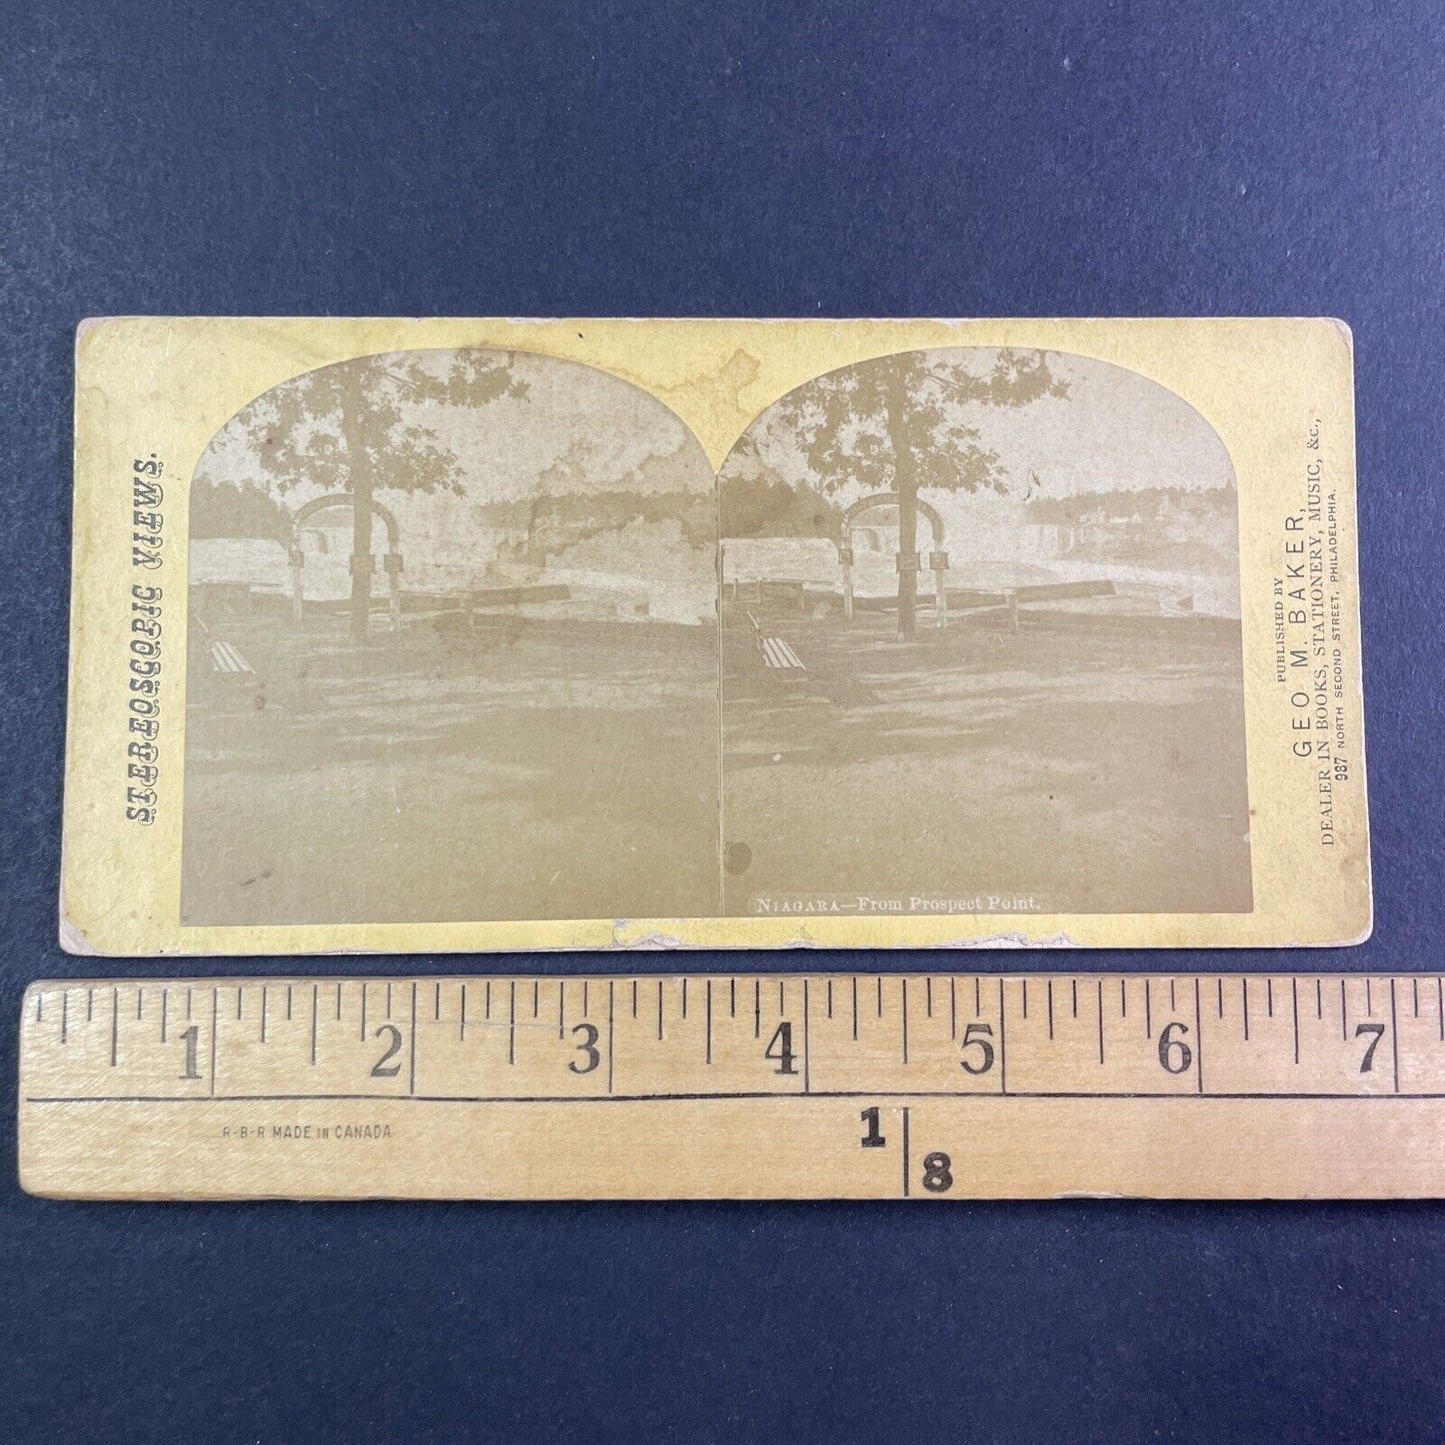 STEREOSCOPIC VIEWS.
NIAGARA—From Prospect Point.
PUBLISHED BY
GEO M. BAKER,
DEALER IN BOOKS, STATIONERY, MUSIC, &c.,
987 NORTH SECOND STREET, PHILADELPHIA.
1 2 3 4 5 6 7
R-B-R MADE IN CANADA
1
8